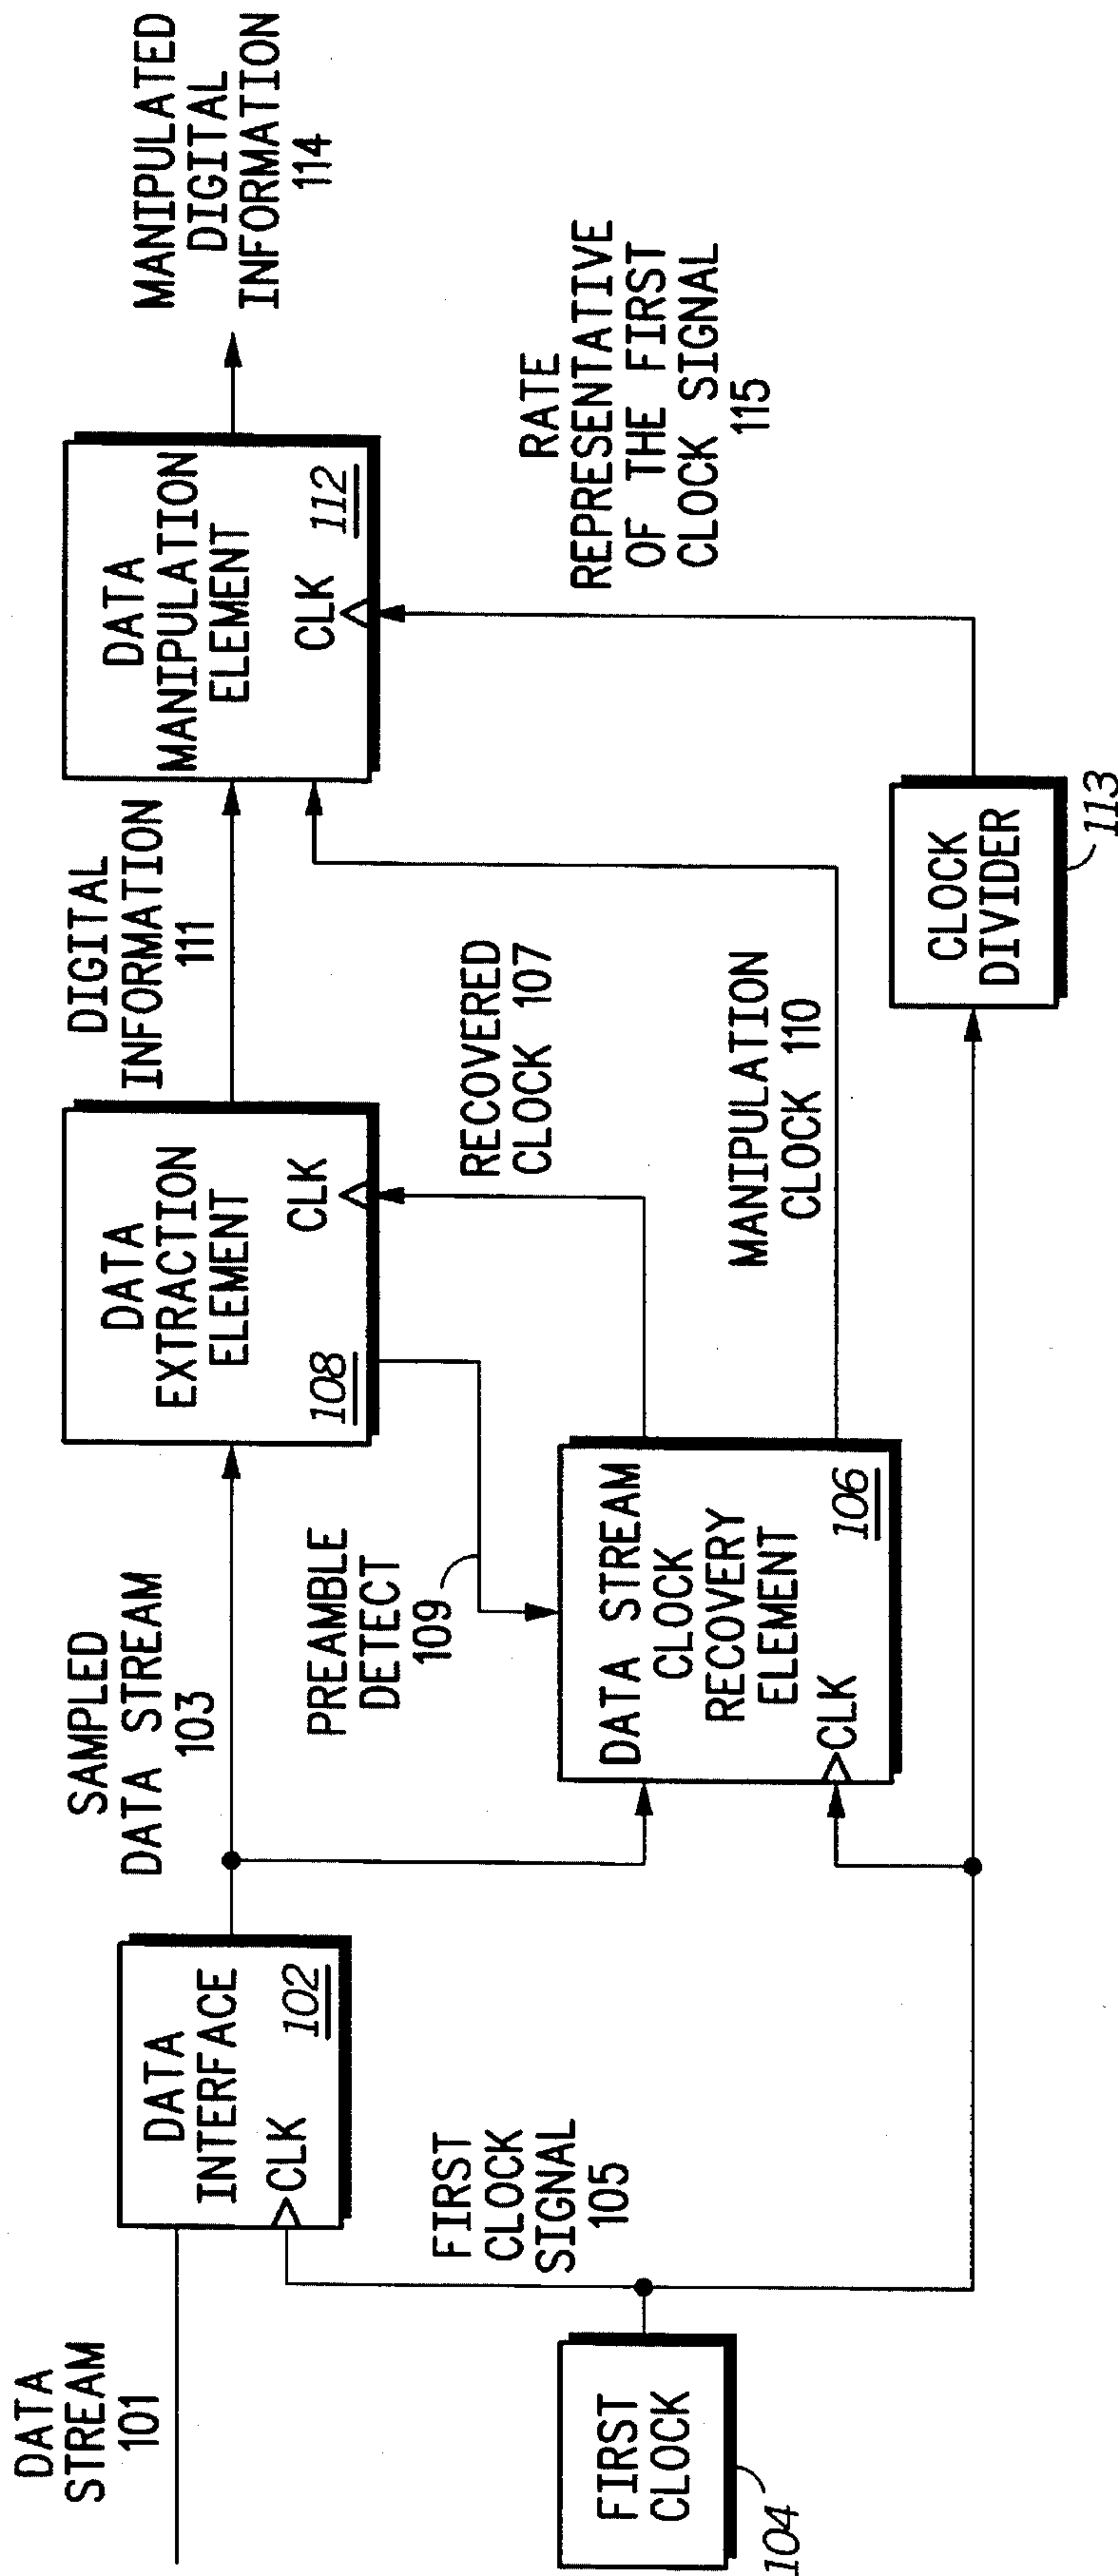 DATA
STREAM
101
DATA
INTERFACE
CLK
102
FIRST
CLOCK
104
FIRST
CLOCK
SIGNAL
105
SAMPLED
DATA STREAM
103
PREAMBLE
DETECT
109
DATA STREAM
CLOCK
RECOVERY
ELEMENT
CLK
106
DATA
EXTRACTION
ELEMENT
108
CLK
RECOVERED
CLOCK 107
MANIPULATION
CLOCK 110
DIGITAL
INFORMATION
111
CLOCK
DIVIDER
113
DATA
MANIPULATION
ELEMENT
CLK
112
RATE
REPRESENTATIVE
OF THE FIRST
CLOCK SIGNAL
115
MANIPULATED
DIGITAL
INFORMATION
114